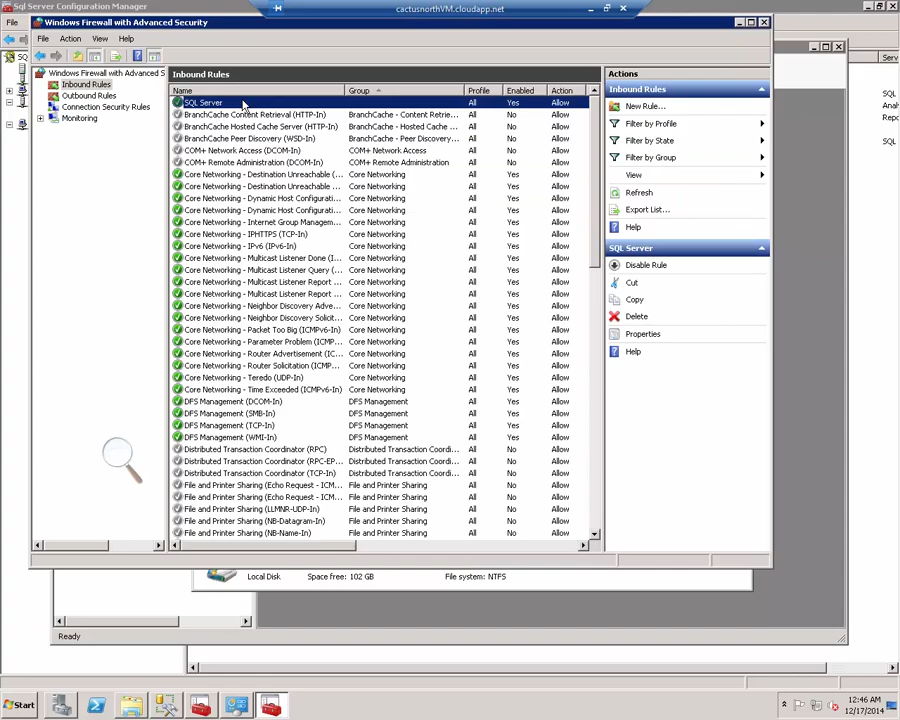 Sql Server Configuration Manager
cactusnorthVM.cloudapp.net
File
Windows Firewall with Advanced Security
File Action View Help
SQ
Windows Firewall with Advanced S
Inbound Rules
Outbound Rules
Connection Security Rules
Monitoring
Inbound Rules
Name Group Profile Enabled Action
SQL Server All Yes Allow
BranchCache Content Retrieval (HTTP-In) BranchCache - Content Retrie... All No Allow
BranchCache Hosted Cache Server (HTTP-In) BranchCache - Hosted Cache ... All No Allow
BranchCache Peer Discovery (WSD-In) BranchCache - Peer Discovery... All No Allow
COM+ Network Access (DCOM-In) COM+ Network Access All No Allow
COM+ Remote Administration (DCOM-In) COM+ Remote Administration All No Allow
Core Networking - Destination Unreachable (... Core Networking All Yes Allow
Core Networking - Destination Unreachable ... Core Networking All Yes Allow
Core Networking - Dynamic Host Configurati... Core Networking All Yes Allow
Core Networking - Dynamic Host Configurati... Core Networking All Yes Allow
Core Networking - Internet Group Managem... Core Networking All Yes Allow
Core Networking - IPHTTPS (TCP-In) Core Networking All Yes Allow
Core Networking - IPv6 (IPv6-In) Core Networking All Yes Allow
Core Networking - Multicast Listener Done (I... Core Networking All Yes Allow
Core Networking - Multicast Listener Query (... Core Networking All Yes Allow
Core Networking - Multicast Listener Report ... Core Networking All Yes Allow
Core Networking - Multicast Listener Report ... Core Networking All Yes Allow
Core Networking - Neighbor Discovery Adve... Core Networking All Yes Allow
Core Networking - Neighbor Discovery Solicit... Core Networking All Yes Allow
Core Networking - Packet Too Big (ICMPv6-In) Core Networking All Yes Allow
Core Networking - Parameter Problem (ICMP... Core Networking All Yes Allow
Core Networking - Router Advertisement (IC... Core Networking All Yes Allow
Core Networking - Router Solicitation (ICMP... Core Networking All Yes Allow
Core Networking - Teredo (UDP-In) Core Networking All Yes Allow
Core Networking - Time Exceeded (ICMPv6-In) Core Networking All Yes Allow
DFS Management (DCOM-In) DFS Management All Yes Allow
DFS Management (SMB-In) DFS Management All Yes Allow
DFS Management (TCP-In) DFS Management All Yes Allow
DFS Management (WMI-In) DFS Management All Yes Allow
Distributed Transaction Coordinator (RPC) Distributed Transaction Coordi... All No Allow
Distributed Transaction Coordinator (RPC-EP... Distributed Transaction Coordi... All No Allow
Distributed Transaction Coordinator (TCP-In) Distributed Transaction Coordi... All No Allow
File and Printer Sharing (Echo Request - ICM... File and Printer Sharing All No Allow
File and Printer Sharing (Echo Request - ICM... File and Printer Sharing All No Allow
File and Printer Sharing (LLMNR-UDP-In) File and Printer Sharing All No Allow
File and Printer Sharing (NB-Datagram-In) File and Printer Sharing All No Allow
File and Printer Sharing (NB-Name-In) File and Printer Sharing All No Allow
Actions
Inbound Rules
New Rule...
Filter by Profile
Filter by State
Filter by Group
View
Refresh
Export List...
Help
SQL Server
Disable Rule
Cut
Copy
Delete
Properties
Help
Serv
SQL
Analy
Repo
SQL
Local Disk Space free: 102 GB File system: NTFS
Ready
Start
12:46 AM
12/17/2014